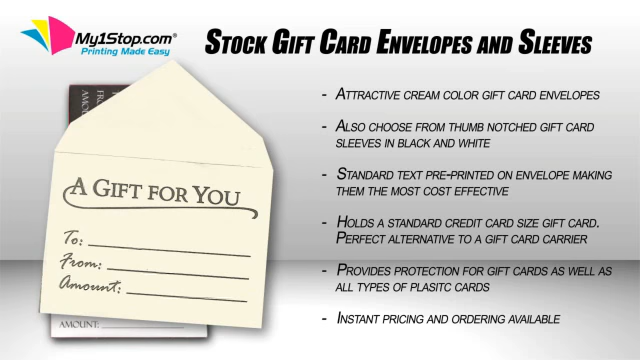 My1Stop.com®
Printing Made Easy
Stock Gift Card Envelopes and Sleeves
- Attractive cream color gift card envelopes
- Also choose from thumb notched gift card
sleeves in black and white
- Standard text pre-printed on envelope making
them the most cost effective
- Holds a standard credit card size gift card.
Perfect alternative to a gift card carrier
- Provides protection for gift cards as well as
all types of plasitc cards
- Instant pricing and ordering available
A Gift for You
To:
From:
Amount:
AMOUNT:
AMOUNT: